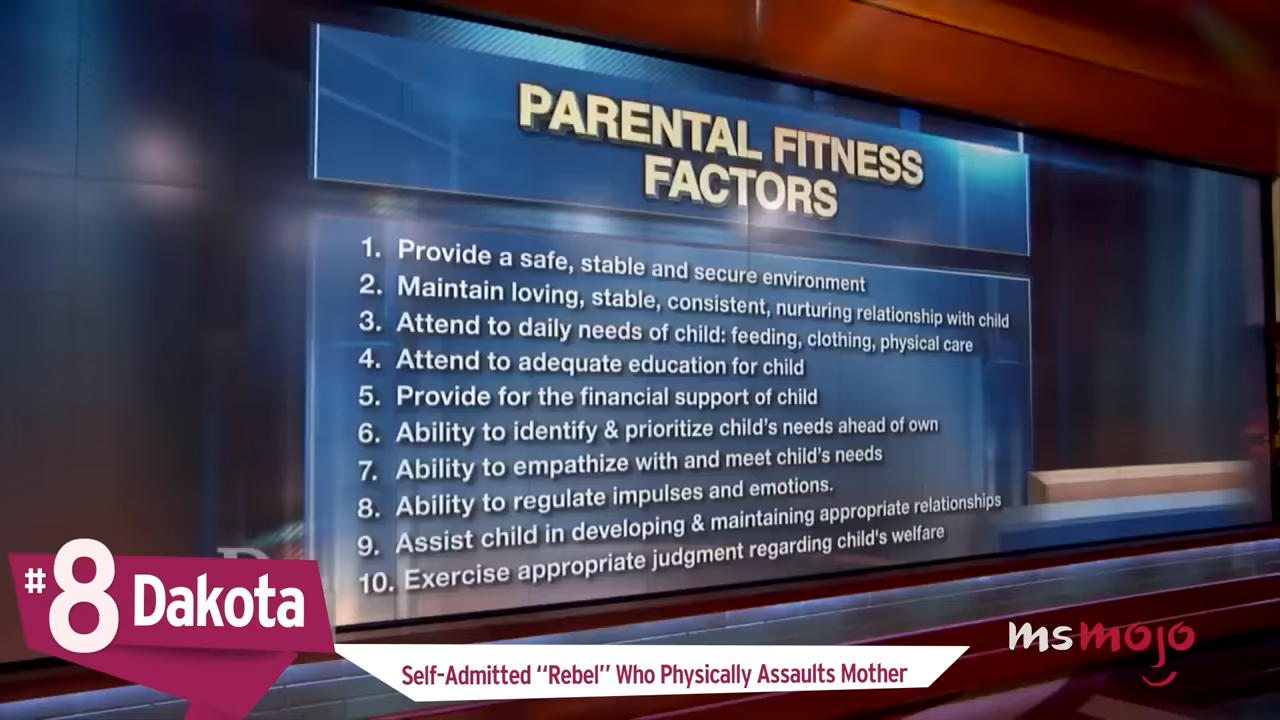 PARENTAL FITNESS
FACTORS
1. Provide a safe, stable and secure environment
2. Maintain loving, stable, consistent, nurturing relationship with child
3. Attend to daily needs of child: feeding, clothing, physical care
4. Attend to adequate education for child
5. Provide for the financial support of child
6. Ability to identify & prioritize child's needs ahead of own
7. Ability to empathize with and meet child's needs
8. Ability to regulate impulses and emotions.
9. Assist child in developing & maintaining appropriate relationships
10. Exercise appropriate judgment regarding child's welfare
#8 Dakota
Self-Admitted “Rebel” Who Physically Assaults Mother
msmojo